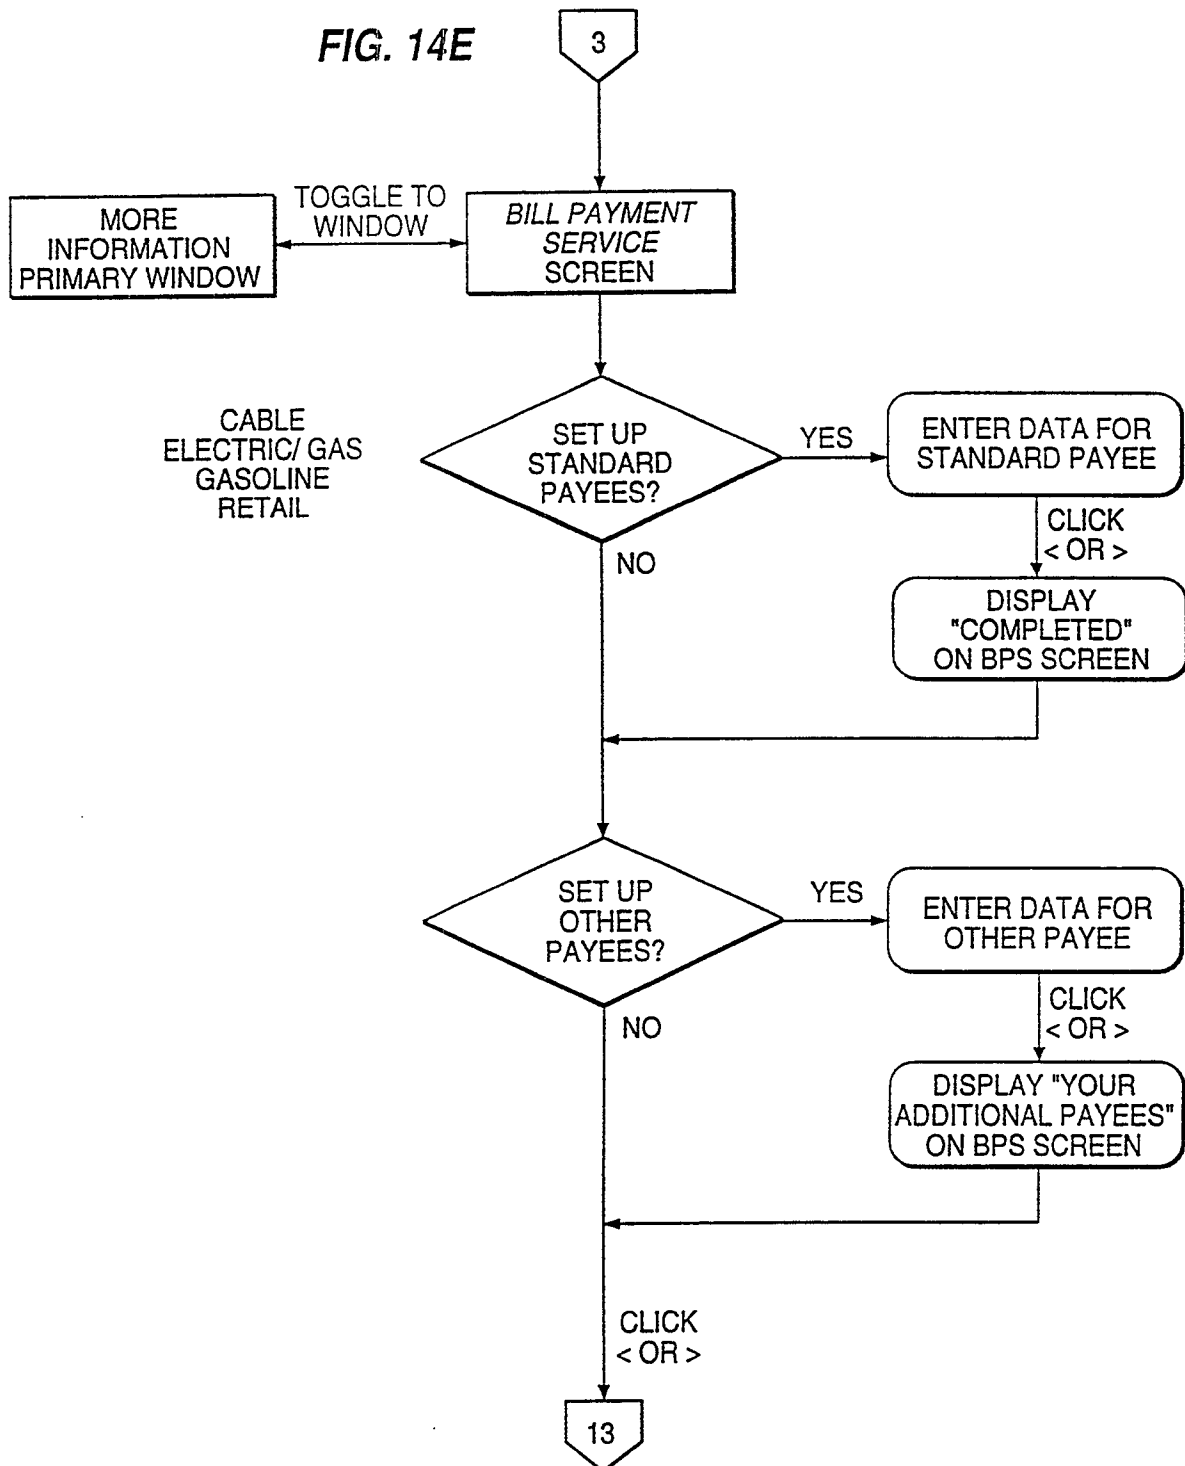 FIG. 14E
3
TOGGLE TO
WINDOW
MORE
INFORMATION
PRIMARY WINDOW
BILL PAYMENT
SERVICE
SCREEN
CABLE
ELECTRIC/ GAS
GASOLINE
RETAIL
SET UP
STANDARD
PAYEES?
YES
ENTER DATA FOR
STANDARD PAYEE
CLICK
< OR >
NO
DISPLAY
"COMPLETED"
ON BPS SCREEN
SET UP
OTHER
PAYEES?
YES
ENTER DATA FOR
OTHER PAYEE
CLICK
< OR >
NO
DISPLAY "YOUR
ADDITIONAL PAYEES"
ON BPS SCREEN
CLICK
< OR >
13